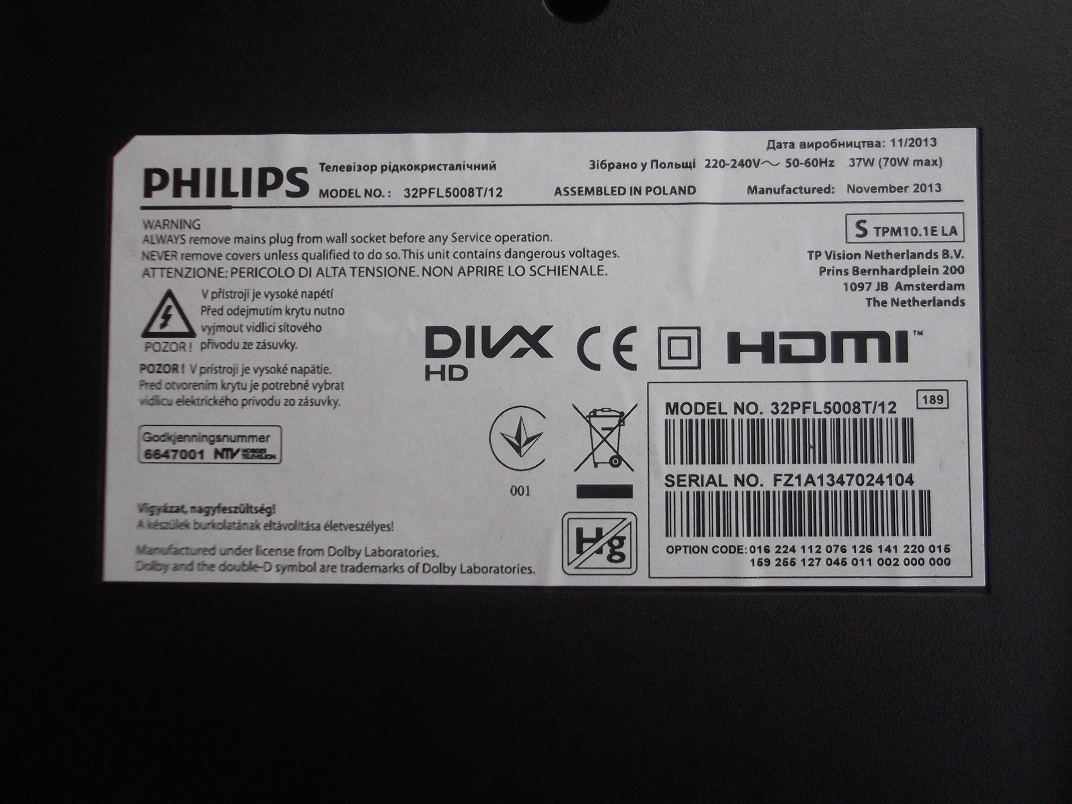 Дата виробництва: 11/2013
PHILIPS
Телевізор рідкокристалічний
Зібрано у Польщі 220-240V~ 50-60Hz 37W (70W max)
MODEL NO.: 32PFL5008T/12 ASSEMBLED IN POLAND Manufactured: November 2013
WARNING
ALWAYS remove mains plug from wall socket before any Service operation.
NEVER remove covers unless qualified to do so. This unit contains dangerous voltages.
ATTENZIONE: PERICOLO DI ALTA TENSIONE. NON APRIRE LO SCHIENALE.
S TPM10.1E LA
TP Vision Netherlands B.V.
Prins Bernhardplein 200
1097 JB Amsterdam
The Netherlands
V přístroji je vysoké napětí
Před odejmutím krytu nutno
vyjmout vidlici síťového
POZOR! přívodu ze zásuvky.
POZOR! V prístroji je vysoké napätie.
Pred otvorením krytu je potrebné vybrat
vidlicu elektrického prívodu zo zásuvky.
DIVX
HD
CE
HDMI™
Godkjenningsnummer
6647001 NTV NORGES TELEVISJON
001
Hg
Vigyázat, nagyfeszültség!
A készülék burkolatának eltávolítása életveszélyes!
Manufactured under license from Dolby Laboratories.
Dolby and the double-D symbol are trademarks of Dolby Laboratories.
MODEL NO. 32PFL5008T/12 189
SERIAL NO. FZ1A1347024104
OPTION CODE: 016 224 112 076 126 141 220 015
159 255 127 045 011 002 000 000